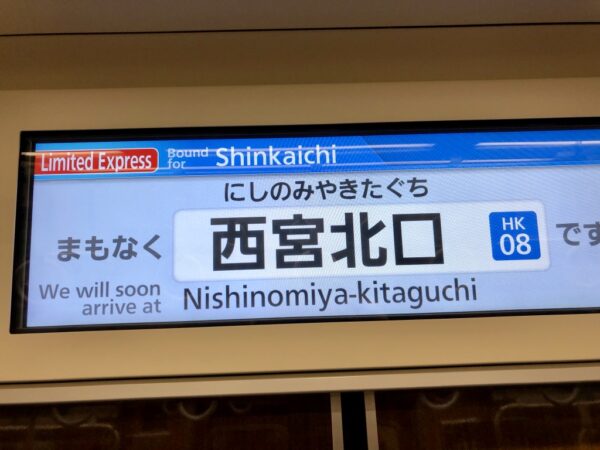 Limited Express Bound for Shinkaichi
にしのみやきたぐち
まもなく 西宮北口 HK 08 です
We will soon arrive at Nishinomiya-kitaguchi